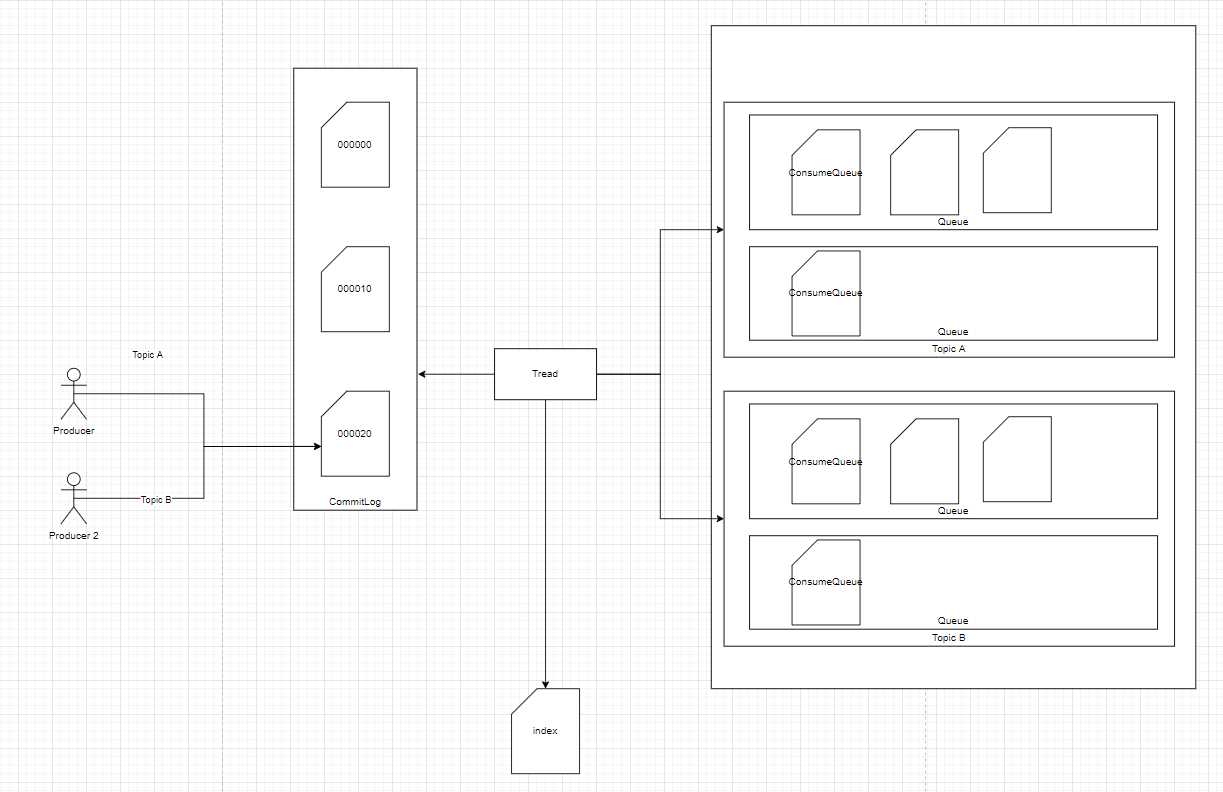 Topic A
Producer
Topic B
Producer 2
000000
000010
000020
CommitLog
Tread
index
ConsumeQueue
Queue
ConsumeQueue
Queue
Topic A
ConsumeQueue
Queue
ConsumeQueue
Queue
Topic B